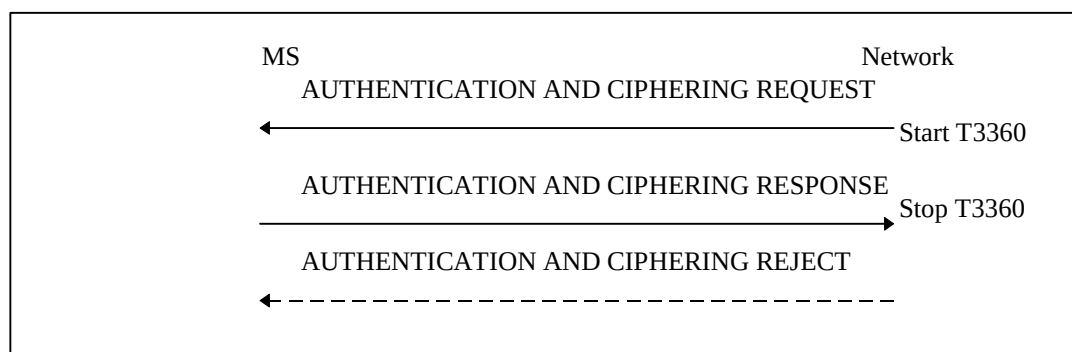 MS Network
AUTHENTICATION AND CIPHERING REQUEST
Start T3360
AUTHENTICATION AND CIPHERING RESPONSE
Stop T3360
AUTHENTICATION AND CIPHERING REJECT